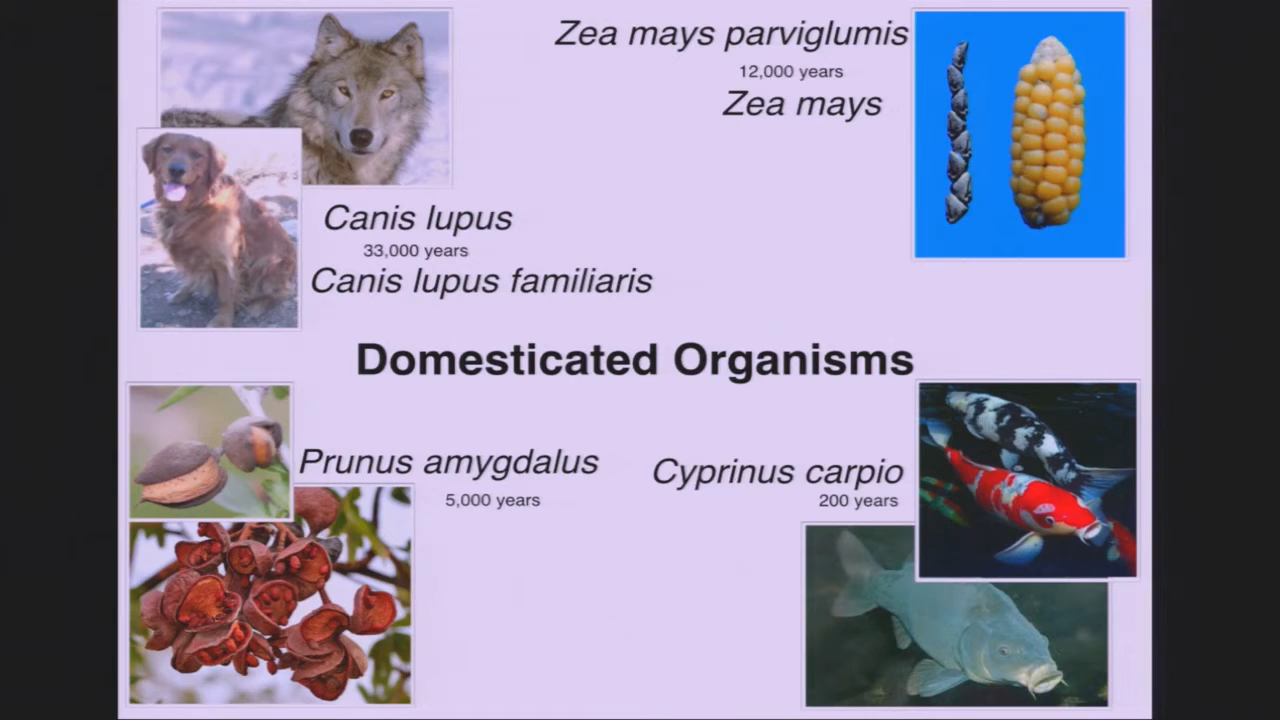 Zea mays parviglumis
12,000 years
Zea mays
Canis lupus
33,000 years
Canis lupus familiaris
Domesticated Organisms
Prunus amygdalus
5,000 years
Cyprinus carpio
200 years